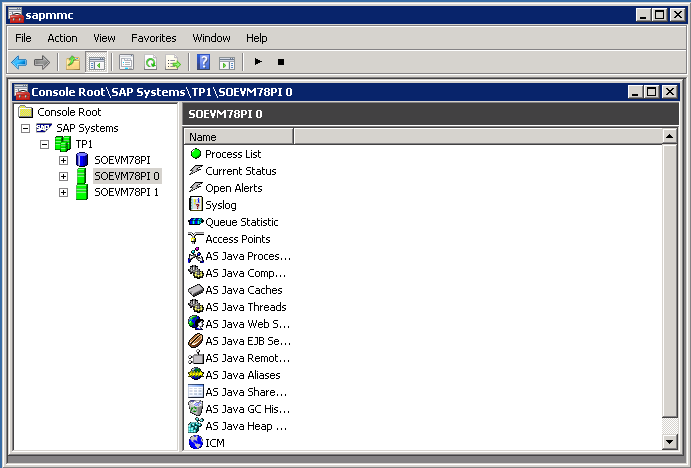 sapmmc
File Action View Favorites Window Help
Console Root\SAP Systems\TP1\SOEVM78PI 0
Console Root
SAP Systems
TP1
SOEVM78PI
SOEVM78PI 0
SOEVM78PI 1
SOEVM78PI 0
Name
Process List
Current Status
Open Alerts
Syslog
Queue Statistic
Access Points
AS Java Proces...
AS Java Comp...
AS Java Caches
AS Java Threads
AS Java Web S...
AS Java EJB Se...
AS Java Remot...
AS Java Aliases
AS Java Share...
AS Java GC His...
AS Java Heap ...
ICM